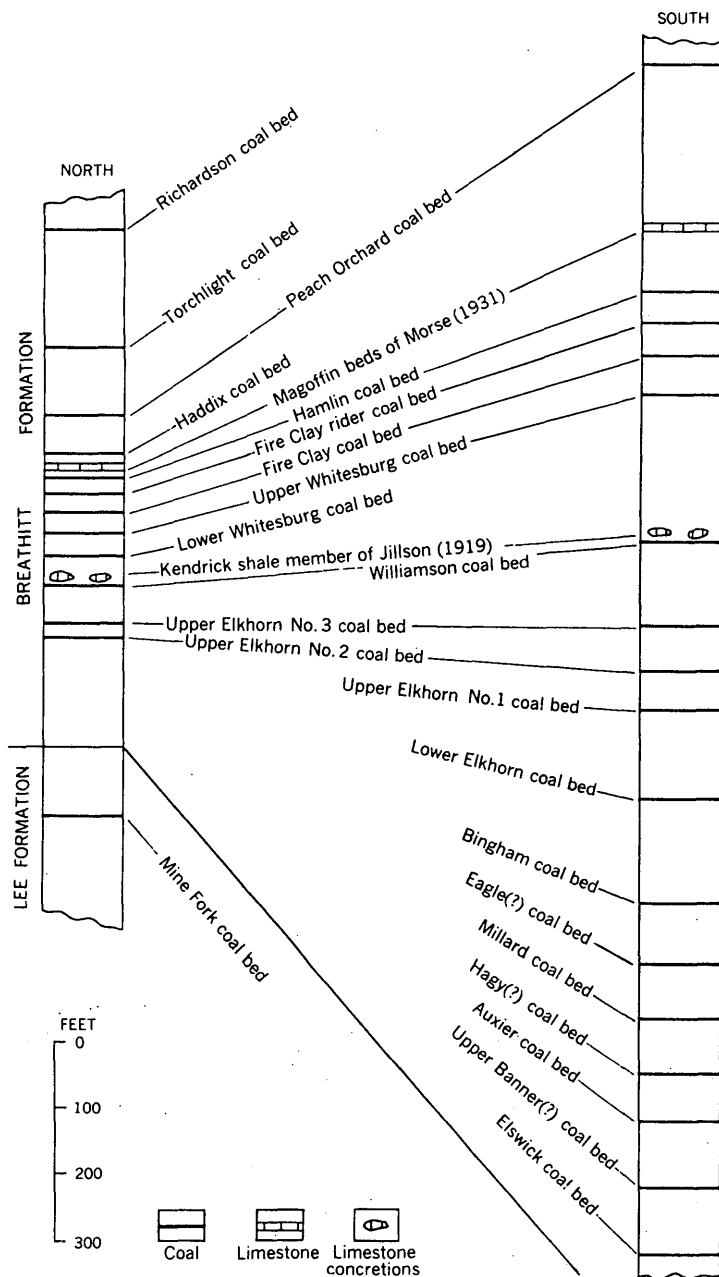 SOUTH
NORTH
Richardson coal bed
Torchlight coal bed
Peach Orchard coal bed
Haddix coal bed
Magoffin beds of Morse (1931)
Hamlin coal bed
Fire Clay rider coal bed
Fire Clay coal bed
Upper Whitesburg coal bed
Lower Whitesburg coal bed
Kendrick shale member of Jillson (1919)
Williamson coal bed
Upper Elkhorn No. 3 coal bed
Upper Elkhorn No. 2 coal bed
Upper Elkhorn No. 1 coal bed
Lower Elkhorn coal bed
Bingham coal bed
Eagle(?) coal bed
Millard coal bed
Hagy(?) coal bed
Auxier coal bed
Upper Banner(?) coal bed
Elswick coal bed
Mine Fork coal bed
BREATHITT FORMATION
LEE FORMATION
FEET
0
100
200
300
Coal
Limestone
Limestone
concretions